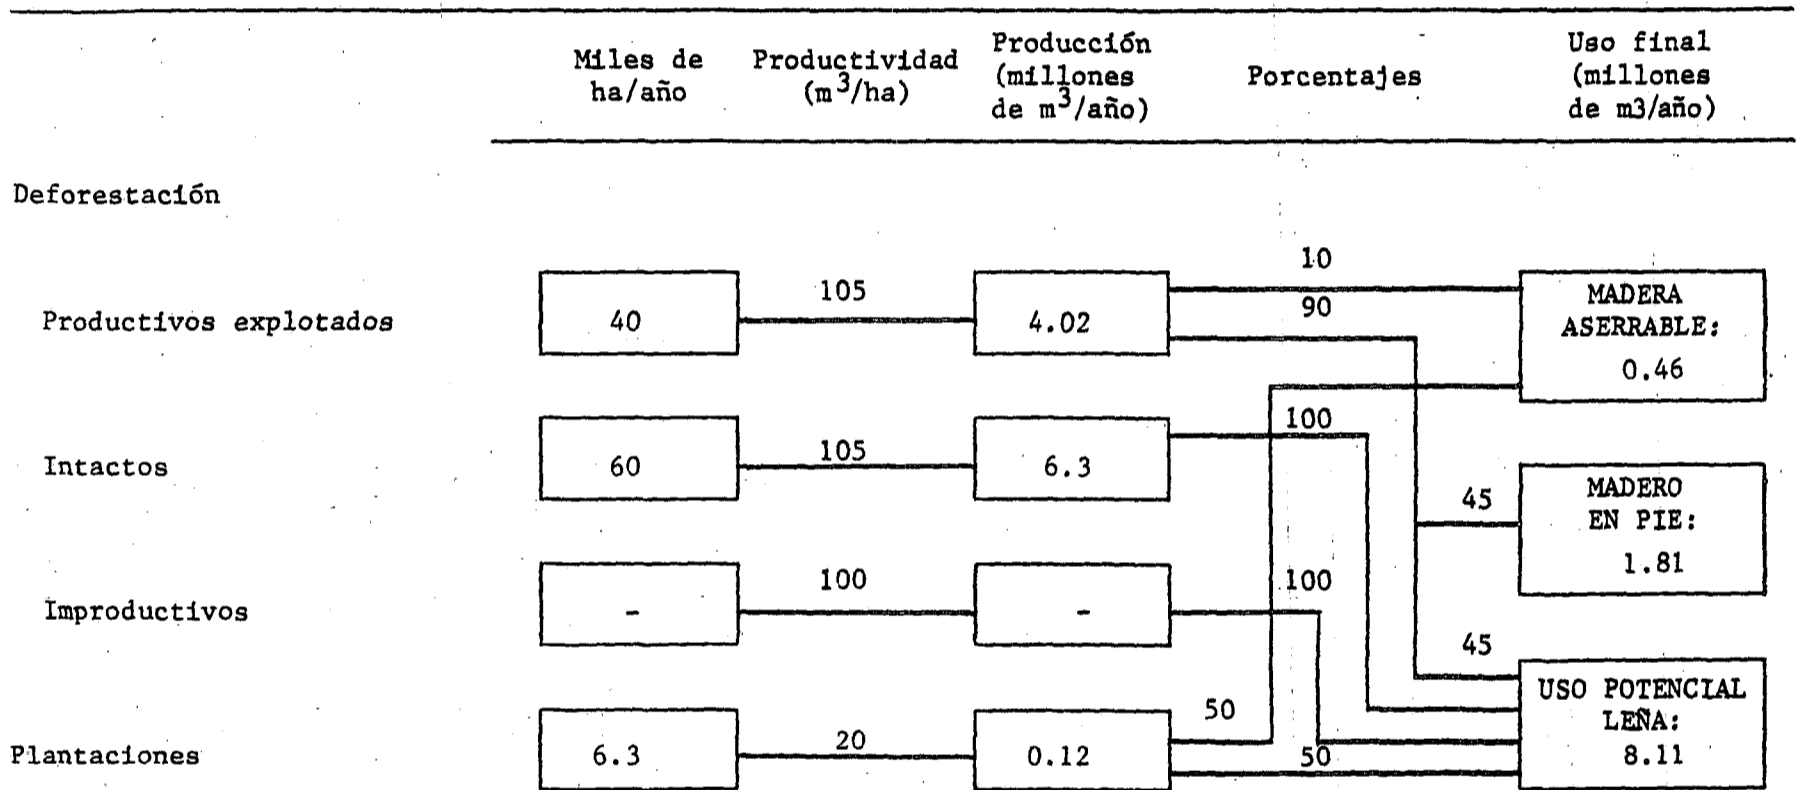 Miles de
ha/año
Productividad
(m³/ha)
Producción
(millones
de m³/año)
Porcentajes
Uso final
(millones
de m3/año)
Deforestación
Productivos explotados
40
105
4.02
10
90
MADERA
ASERRABLE:
0.46
Intactos
60
105
6.3
100
45
MADERO
EN PIE:
1.81
Improductivos
-
100
-
100
45
Plantaciones
6.3
20
0.12
50
50
USO POTENCIAL
LEÑA:
8.11